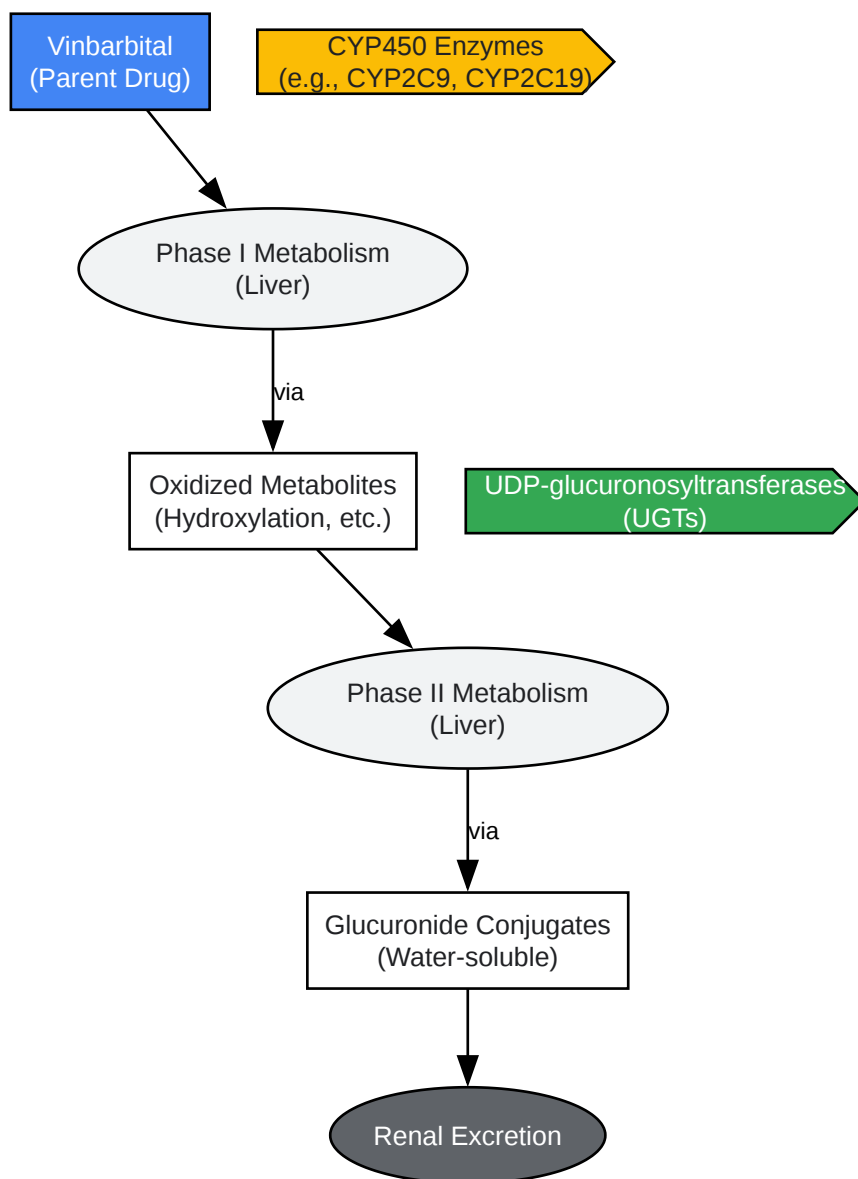 Vinbarbital
(Parent Drug)
CYP450 Enzymes
(e.g., CYP2C9, CYP2C19)
Phase I Metabolism
(Liver)
via
Oxidized Metabolites
(Hydroxylation, etc.)
UDP-glucuronosyltransferases
(UGTs)
Phase II Metabolism
(Liver)
via
Glucuronide Conjugates
(Water-soluble)
Renal Excretion